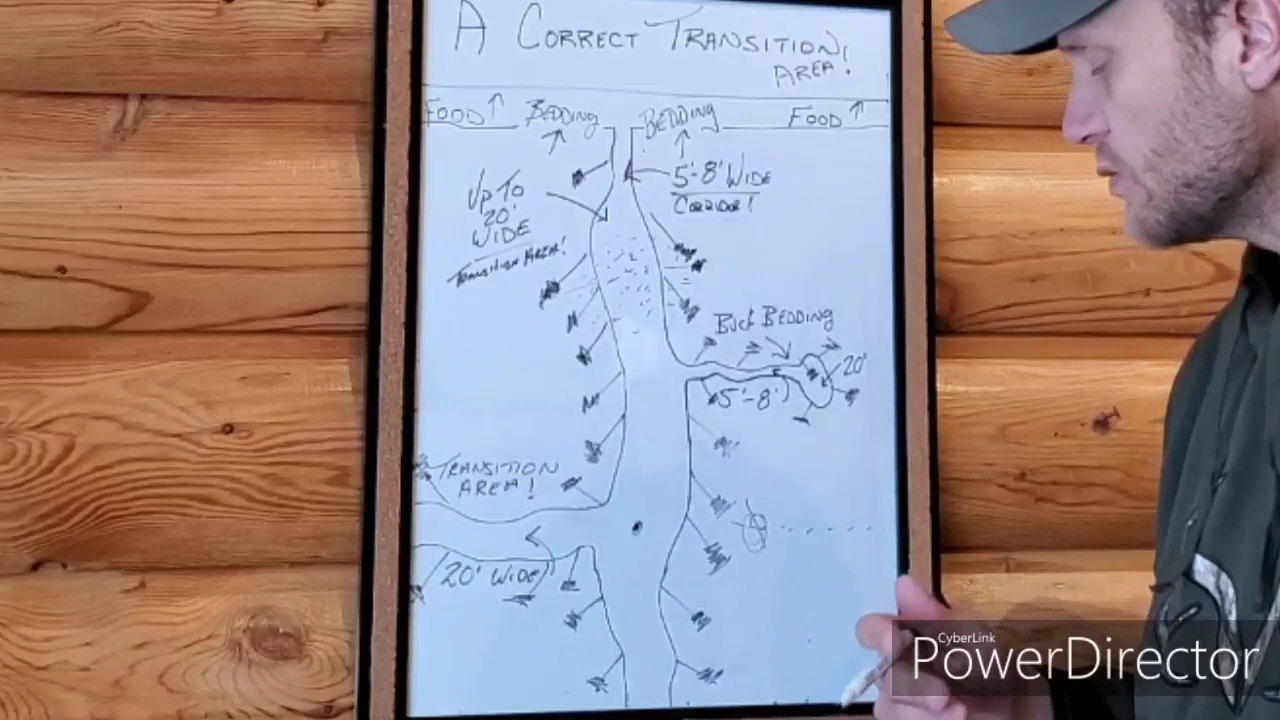 A CORRECT TRANSITION!
AREA!
FOOD ↑ BEDDING ↑ BEDDING ↑ FOOD ↑
UP TO
20'
WIDE
TRANSITION AREA!
5'-8' WIDE
CORRIDOR!
BUCK BEDDING
20'
5'-8'
TRANSITION
AREA!
20' WIDE
CyberLink
PowerDirector